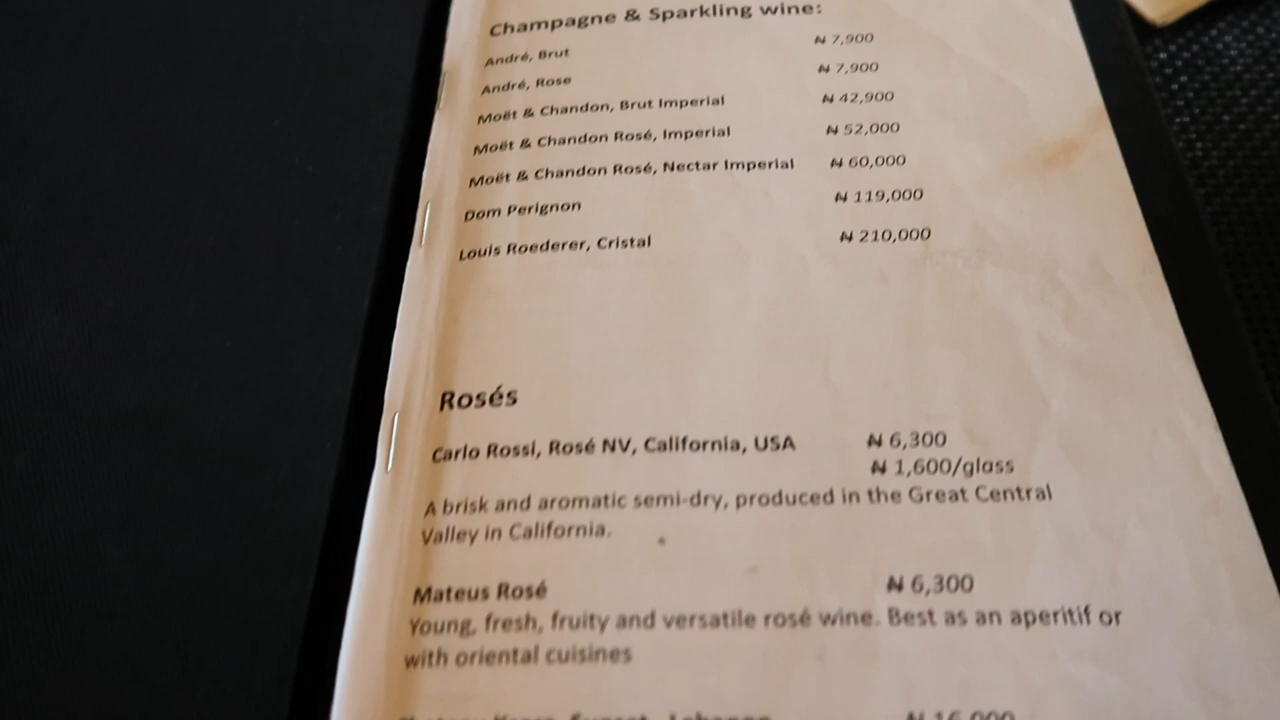 Champagne & Sparkling wine:
André, Brut ₦ 7,900
André, Rose ₦ 7,900
Moët & Chandon, Brut Imperial ₦ 42,900
Moët & Chandon Rosé, Imperial ₦ 52,000
Moët & Chandon Rosé, Nectar Imperial ₦ 60,000
Dom Perignon ₦ 119,000
Louis Roederer, Cristal ₦ 210,000
Rosés
Carlo Rossi, Rosé NV, California, USA ₦ 6,300
₦ 1,600/glass
A brisk and aromatic semi-dry, produced in the Great Central
Valley in California.
Mateus Rosé ₦ 6,300
Young, fresh, fruity and versatile rosé wine. Best as an aperitif or
with oriental cuisines